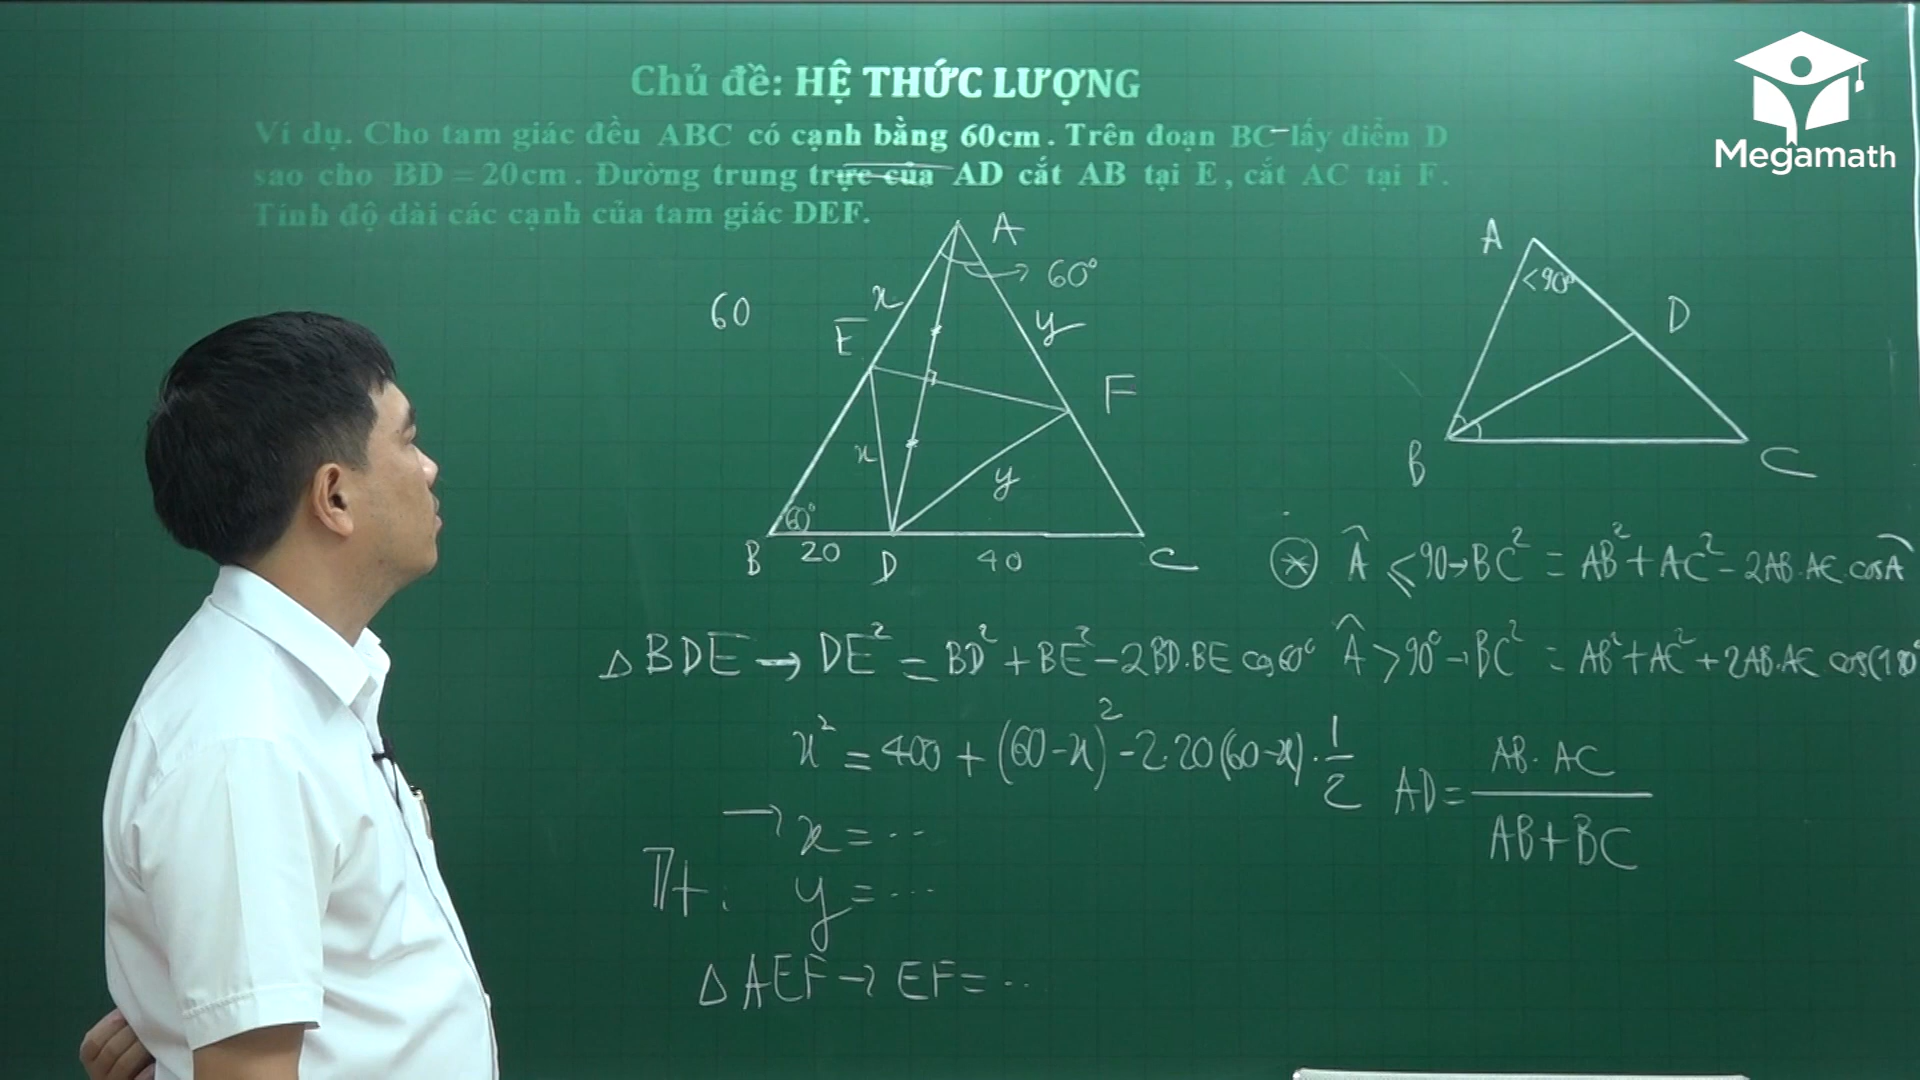 Megamath
Chủ đề: HỆ THỨC LƯỢNG
Ví dụ. Cho tam giác đều ABC có cạnh bằng 60cm. Trên đoạn BC lấy điểm D
sao cho BD = 20cm. Đường trung trực của AD cắt AB tại E, cắt AC tại F.
Tính độ dài các cạnh của tam giác DEF.
A
60°
60
x
E
y
F
x
y
60°
B
20
D
40
C
A
<90°
D
B
C
* Â ≤ 90 → BC² = AB² + AC² - 2AB.AC.cosÂ
Â > 90° → BC² = AB² + AC² + 2AB.AC cos(180°
△BDE → DE² = BD² + BE² - 2BD.BE cos60°
x² = 400 + (60-x)² - 2.20(60-x).1/2
→ x = ...
AD = AB.AC / AB+BC
TT: y = ...
△AEF → EF = ...